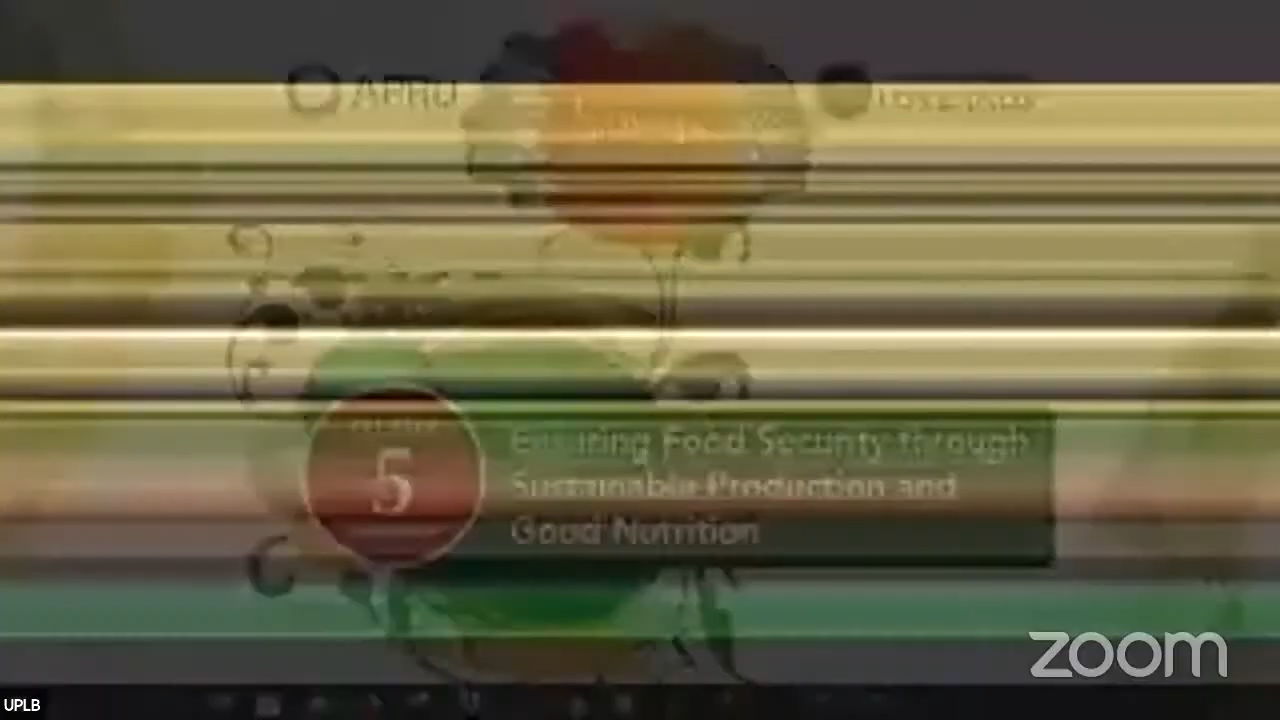 APRU
5
Ensuring Food Security through
Sustainable Production and
Good Nutrition
zoom
UPLB